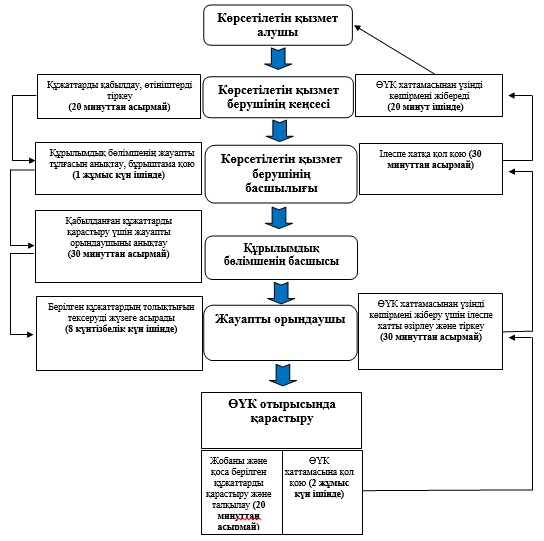 Көрсетілетін қызмет
алушы
Құжаттарды қабылдау, өтініштерді
тіркеу
(20 минуттан асырмай)
Көрсетілетін қызмет
берушінің кеңсесі
ӨҮК хаттамасынан үзінді
көшірмені жібереді
(20 минут ішінде)
Құрылымдық бөлімшенің жауапты
тұлғасын анықтау, бұрыштама қою
(1 жұмыс күн ішінде)
Көрсетілетін қызмет
берушінің
басшылығы
Ілеспе хатқа қол қою (30
минуттан асырмай)
Қабылданған құжаттарды
қарастыру үшін жауапты
орындаушыны анықтау
(30 минуттан асырмай)
Құрылымдық
бөлімшенің басшысы
Берілген құжаттардың толықтығын
тексеруді жүзеге асырады
(8 күнтізбелік күн ішінде)
Жауапты орындаушы
ӨҮК хаттамасынан үзінді
көшірмені жіберу үшін ілеспе
хатты әзірлеу және тіркеу
(30 минуттан асырмай)
ӨҮК отырысында
қарастыру
Жобаны және
қоса берілген
құжаттарды
қарастыру және
талқылау (20
минуттан
асырмай)
ӨҮК
хаттамасына қол
қою (2 жұмыс
күн ішінде)